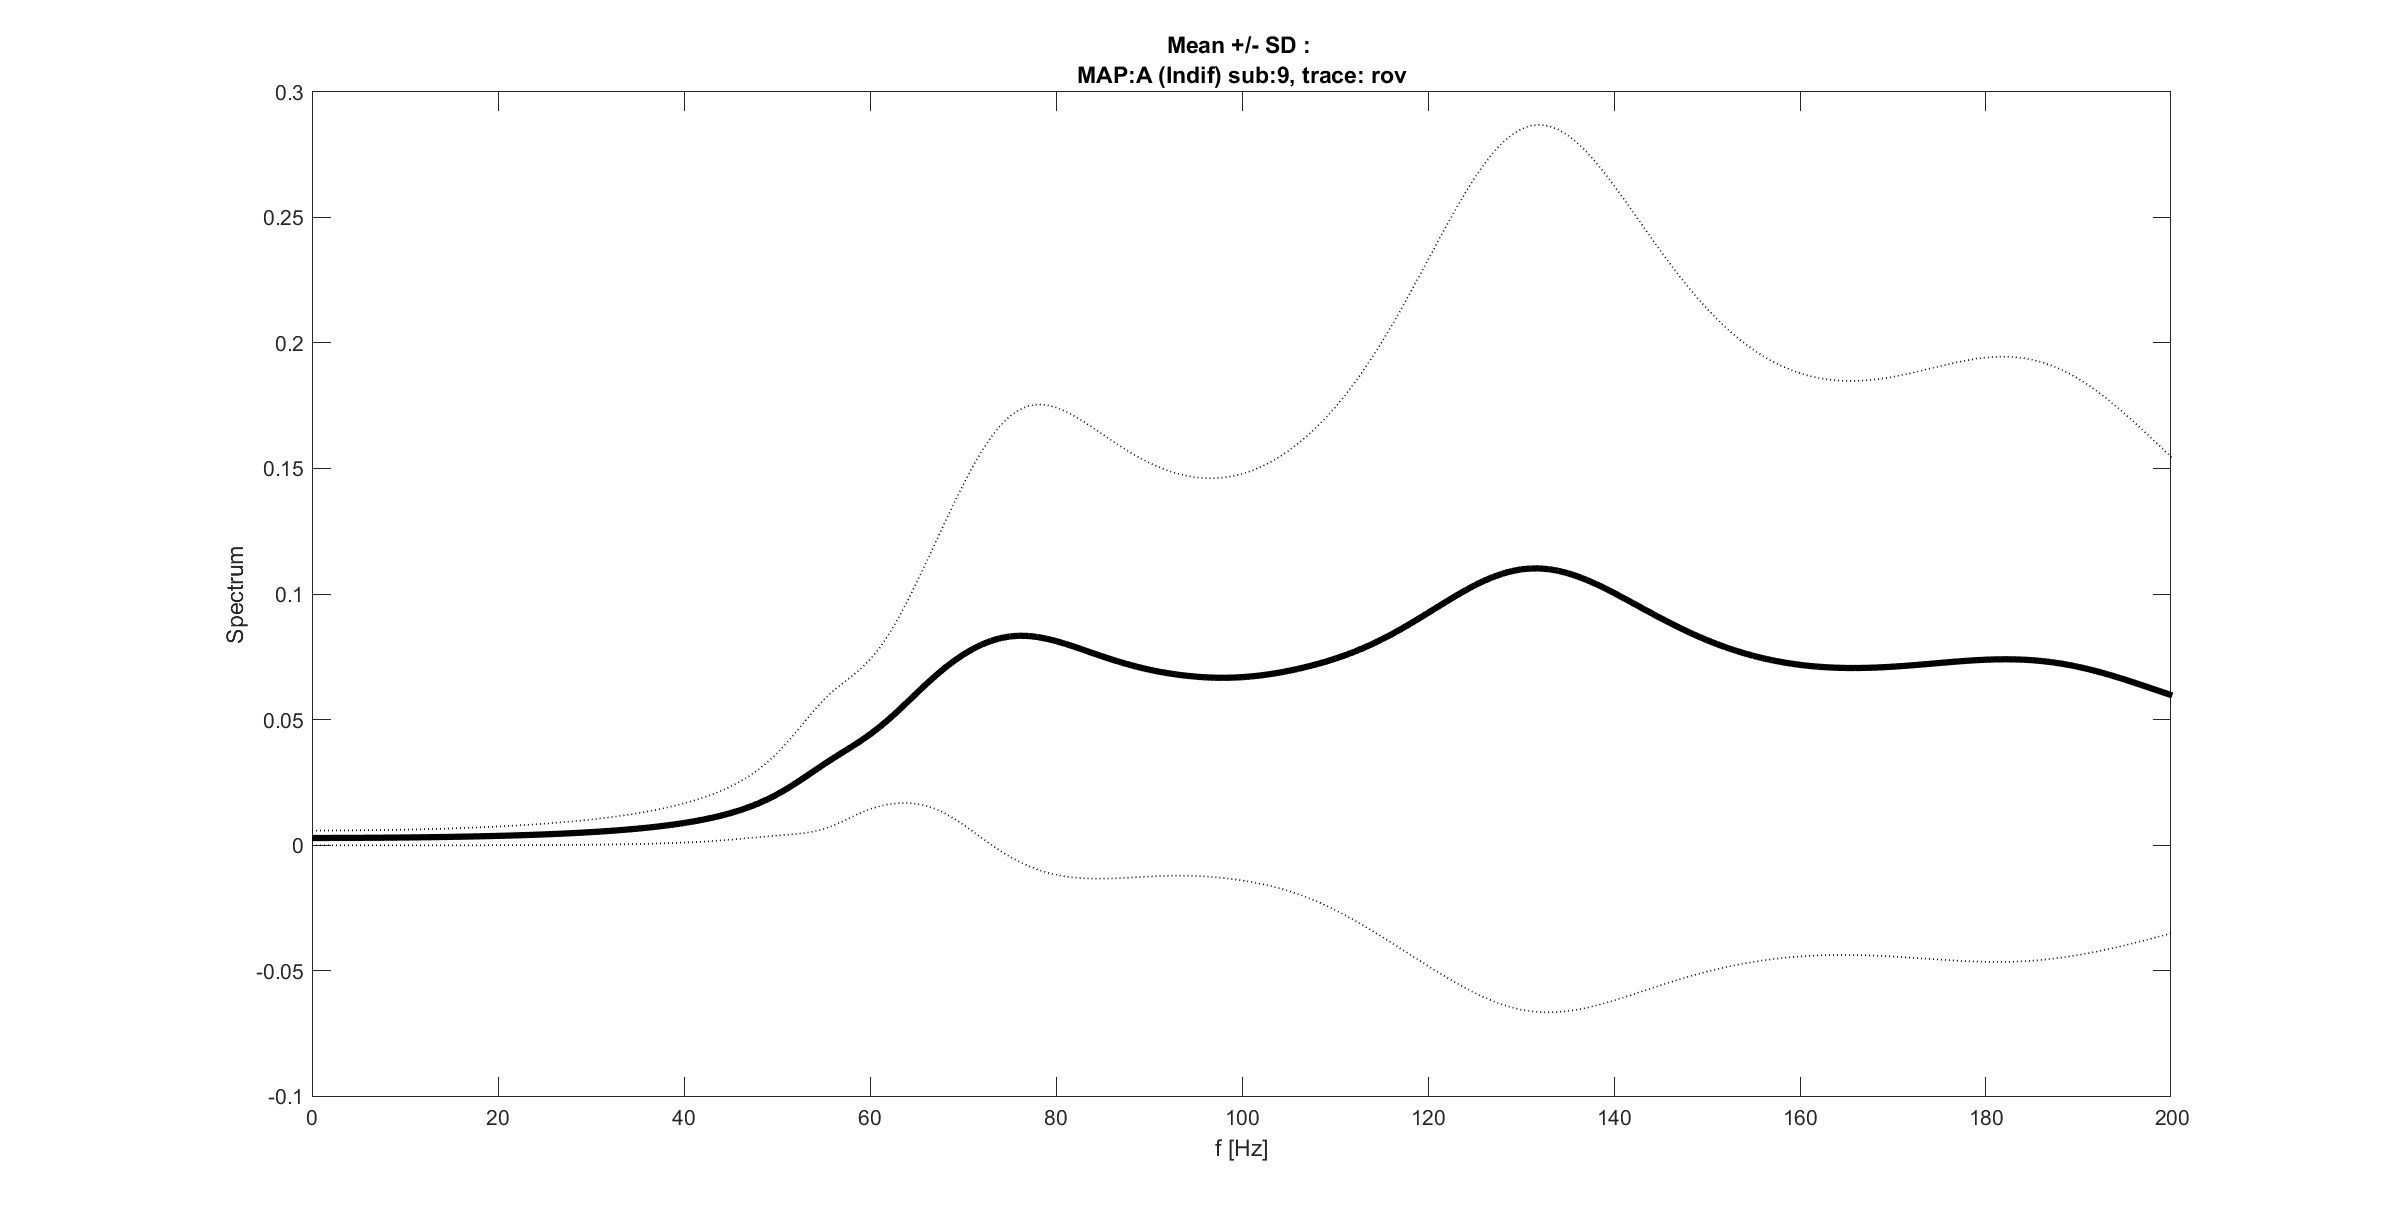 Mean +/- SD :
MAP:A (Indif) sub:9, trace: rov
0.3
0.25
0.2
0.15
0.1
0.05
0
-0.05
-0.1
Spectrum
0 20 40 60 80 100 120 140 160 180 200
f [Hz]